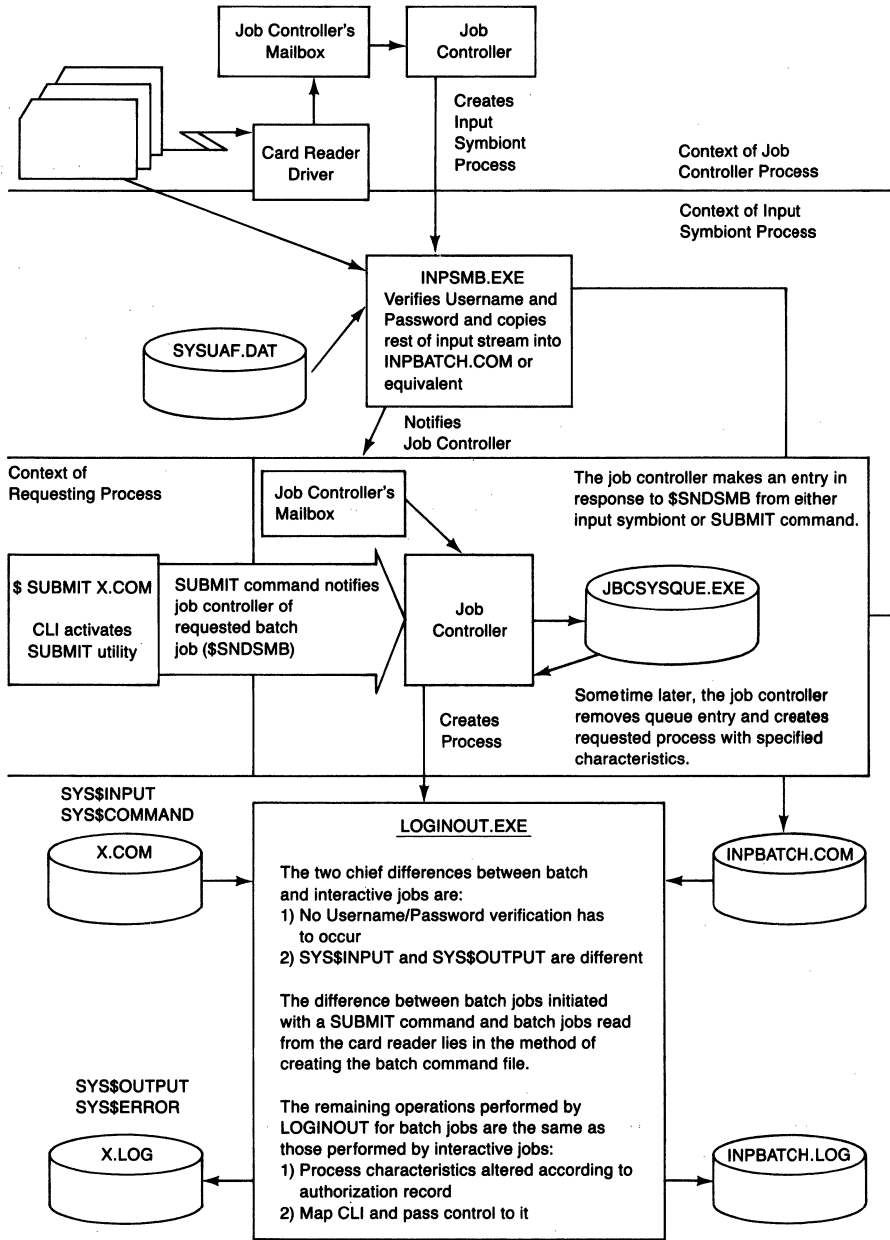 Job Controller's
Mailbox
Job
Controller
Creates
Input
Symbiont
Process
Card Reader
Driver
Context of Job
Controller Process
Context of Input
Symbiont Process
INPSMB.EXE
Verifies Username and
Password and copies
rest of input stream into
INPBATCH.COM or
equivalent
SYSUAF.DAT
Notifies
Job Controller
Context of
Requesting Process
Job Controller's
Mailbox
The job controller makes an entry in
response to $SNDSMB from either
input symbiont or SUBMIT command.
$ SUBMIT X.COM
CLI activates
SUBMIT utility
SUBMIT command notifies
job controller of
requested batch
job ($SNDSMB)
Job
Controller
JBCSYSQUE.EXE
Creates
Process
Sometime later, the job controller
removes queue entry and creates
requested process with specified
characteristics.
SYS$INPUT
SYS$COMMAND
X.COM
LOGINOUT.EXE
The two chief differences between batch
and interactive jobs are:
1) No Username/Password verification has
to occur
2) SYS$INPUT and SYS$OUTPUT are different
The difference between batch jobs initiated
with a SUBMIT command and batch jobs read
from the card reader lies in the method of
creating the batch command file.
The remaining operations performed by
LOGINOUT for batch jobs are the same as
those performed by interactive jobs:
1) Process characteristics altered according to
authorization record
2) Map CLI and pass control to it
INPBATCH.COM
SYS$OUTPUT
SYS$ERROR
X.LOG
INPBATCH.LOG